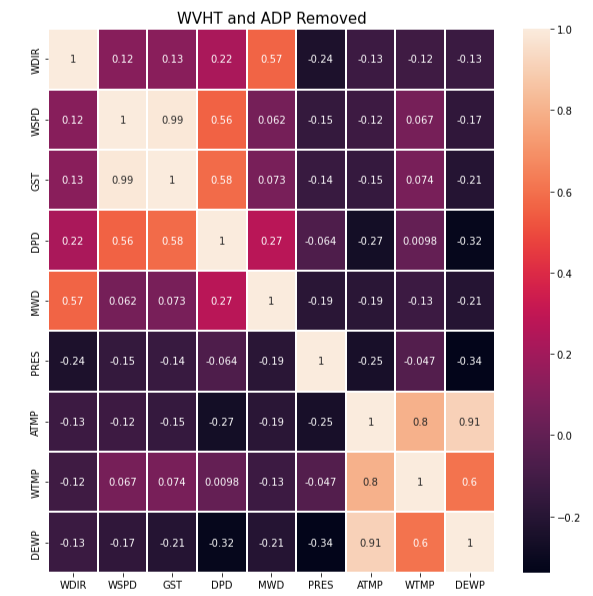 WVHT and ADP Removed
WDIR 1 0.12 0.13 0.22 0.57 -0.24 -0.13 -0.12 -0.13
WSPD 0.12 1 0.99 0.56 0.062 -0.15 -0.12 0.067 -0.17
GST 0.13 0.99 1 0.58 0.073 -0.14 -0.15 0.074 -0.21
DPD 0.22 0.56 0.58 1 0.27 -0.064 -0.27 0.0098 -0.32
MWD 0.57 0.062 0.073 0.27 1 -0.19 -0.19 -0.13 -0.21
PRES -0.24 -0.15 -0.14 -0.064 -0.19 1 -0.25 -0.047 -0.34
ATMP -0.13 -0.12 -0.15 -0.27 -0.19 -0.25 1 0.8 0.91
WTMP -0.12 0.067 0.074 0.0098 -0.13 -0.047 0.8 1 0.6
DEWP -0.13 -0.17 -0.21 -0.32 -0.21 -0.34 0.91 0.6 1
WDIR WSPD GST DPD MWD PRES ATMP WTMP DEWP
1.0
0.8
0.6
0.4
0.2
0.0
−0.2